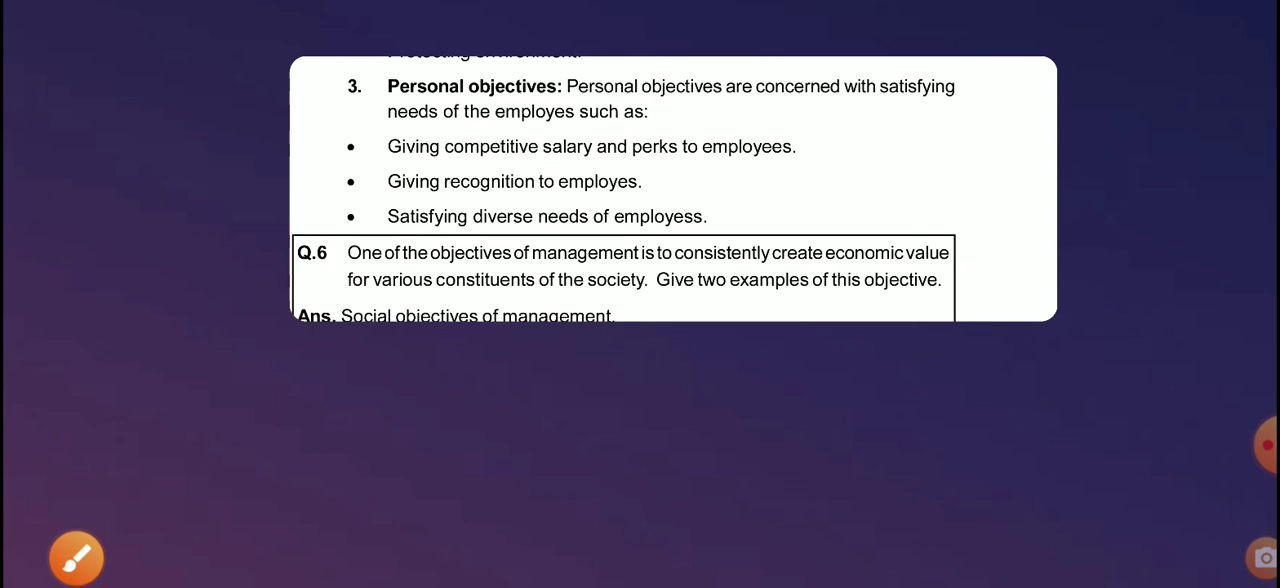 3. Personal objectives: Personal objectives are concerned with satisfying
needs of the employes such as:
• Giving competitive salary and perks to employees.
• Giving recognition to employes.
• Satisfying diverse needs of employess.
Q.6 One of the objectives of management is to consistently create economic value
for various constituents of the society. Give two examples of this objective.
Ans. Social objectives of management.